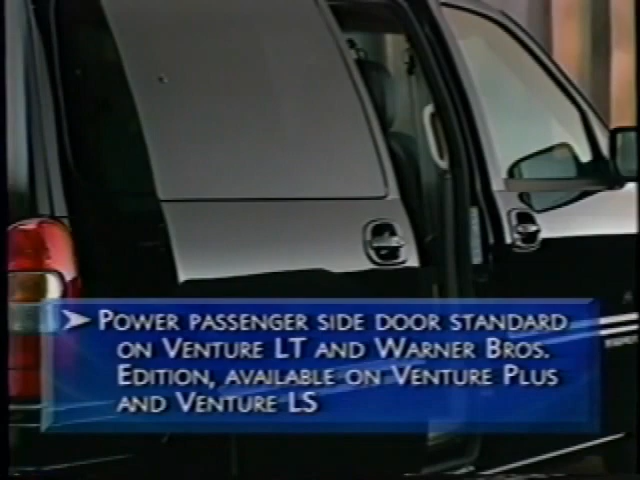 ➤ POWER PASSENGER SIDE DOOR STANDARD
ON VENTURE LT AND WARNER BROS.
EDITION, AVAILABLE ON VENTURE PLUS
AND VENTURE LS